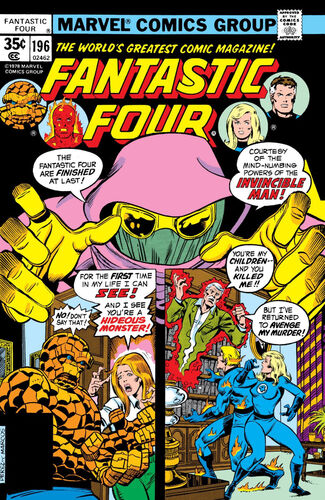 FANTASTIC
FOUR
MARVEL COMICS GROUP
35¢
196
02462
CC
© 1978 MARVEL
COMICS GROUP
APPROVED
BY THE
COMICS
CODE
AUTHORITY
THE WORLD'S GREATEST COMIC MAGAZINE!
FANTASTIC
FOUR
THE
FANTASTIC FOUR
ARE FINISHED
AT LAST!
COURTESY
OF THE
MIND-NUMBING
POWERS OF THE
INVINCIBLE
MAN!
FOR THE FIRST TIME
IN MY LIFE I CAN
SEE!
NO! DON'T
SAY THAT!
AND I SEE
YOU'RE A
HIDEOUS
MONSTER!
YOU'RE MY
CHILDREN--
AND YOU
KILLED
ME!!
BUT I'VE
RETURNED
TO AVENGE
MY MURDER!
PÉREZ & MARCOS